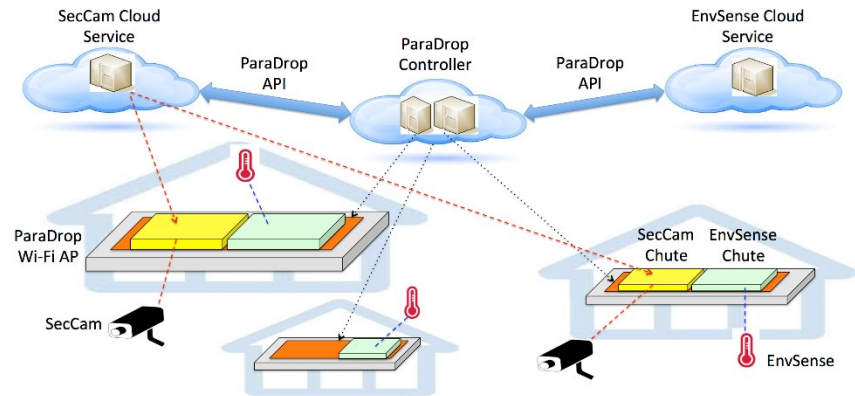 SecCam Cloud
Service
ParaDrop
API
ParaDrop
Controller
ParaDrop
API
EnvSense Cloud
Service
ParaDrop
Wi-Fi AP
SecCam
SecCam
Chute
EnvSense
Chute
EnvSense